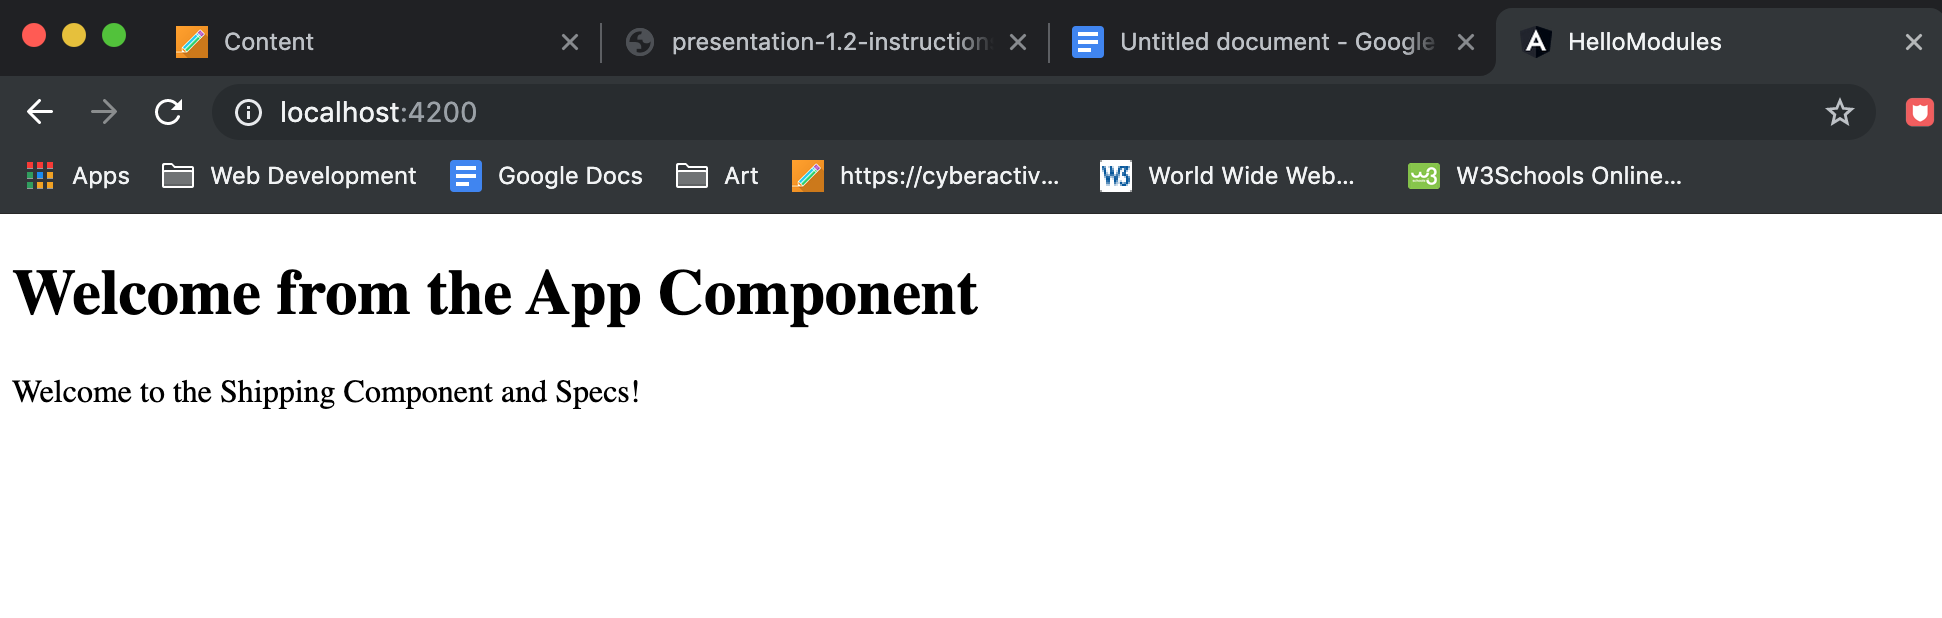 Content
presentation-1.2-instruction
Untitled document - Google
HelloModules
localhost:4200
Apps
Web Development
Google Docs
Art
https://cyberactiv...
World Wide Web...
W3Schools Online...
Welcome from the App Component
Welcome to the Shipping Component and Specs!